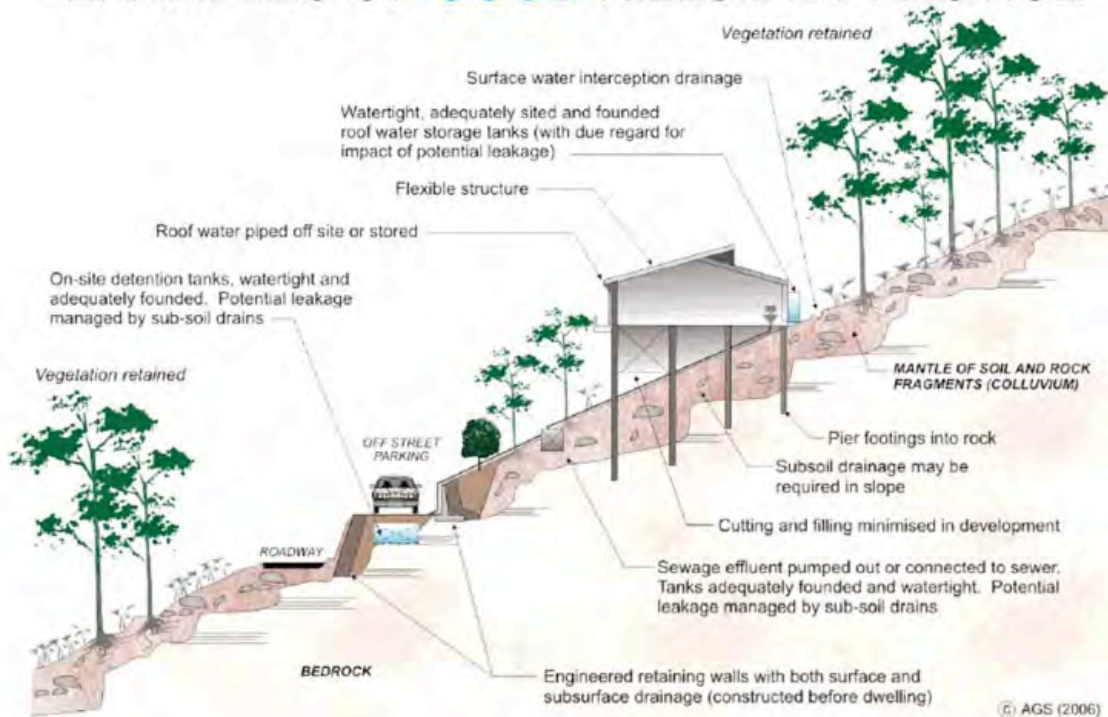 Vegetation retained
Surface water interception drainage
Watertight, adequately sited and founded
roof water storage tanks (with due regard for
impact of potential leakage)
Flexible structure
Roof water piped off site or stored
On-site detention tanks, watertight and
adequately founded. Potential leakage
managed by sub-soil drains
Vegetation retained
MANTLE OF SOIL AND ROCK
FRAGMENTS (COLLUVIUM)
OFF STREET
PARKING
Pier footings into rock
Subsoil drainage may be
required in slope
Cutting and filling minimised in development
ROADWAY
Sewage effluent pumped out or connected to sewer.
Tanks adequately founded and watertight. Potential
leakage managed by sub-soil drains
BEDROCK
Engineered retaining walls with both surface and
subsurface drainage (constructed before dwelling)
© AGS (2006)